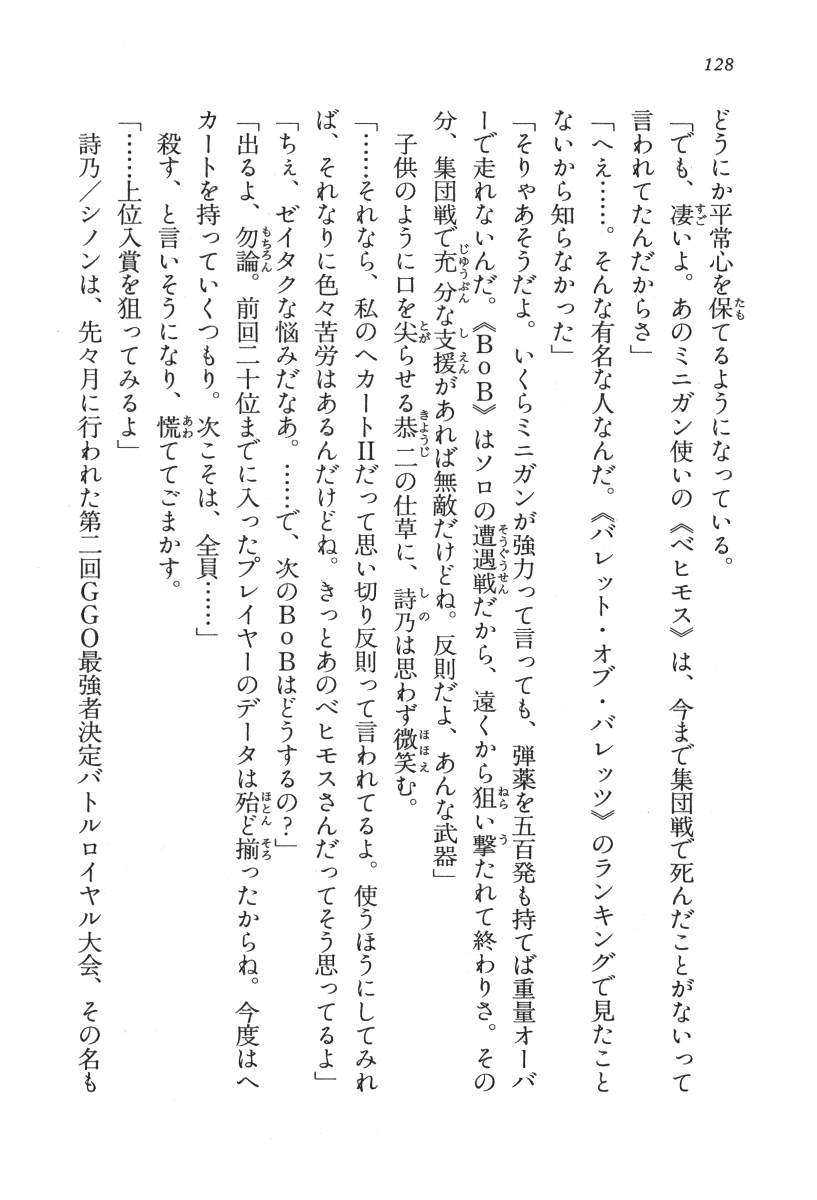 128
どうにか平常心を保てるようになっている。
「でも、凄いよ。あのミニガン使いの《ベヒモス》は、今まで集団戦で死んだことがないって
言われてたんだからさ」
「へえ……。そんな有名な人なんだ。《バレット・オブ・バレッツ》のランキングで見たこと
ないから知らなかった」
「そりゃあそうだよ。いくらミニガンが強力って言っても、弾薬を五百発も持てば重量オーバ
ーで走れないんだ。《BoB》はソロの遭遇戦だから、遠くから狙い撃たれて終わりさ。その
分、集団戦で充分な支援があれば無敵だけどね。反則だよ、あんな武器」
子供のように口を尖らせる恭二の仕草に、詩乃は思わず微笑む。
「……それなら、私のヘカートⅡだって思い切り反則って言われてるよ。使うほうにしてみれ
ば、それなりに色々苦労はあるんだけどね。きっとあのベヒモスさんだってそう思ってるよ」
「ちぇ、ゼイタクな悩みだなあ。……で、次のBoBはどうするの?」
「出るよ、勿論。前回二十位までに入ったプレイヤーのデータは殆ど揃ったからね。今度はヘ
カートを持っていくつもり。次こそは、全員……」
殺す、と言いそうになり、慌ててごまかす。
「……上位入賞を狙ってみるよ」
詩乃／シノンは、先々月に行われた第二回GGO最強者決定バトルロイヤル大会、その名も